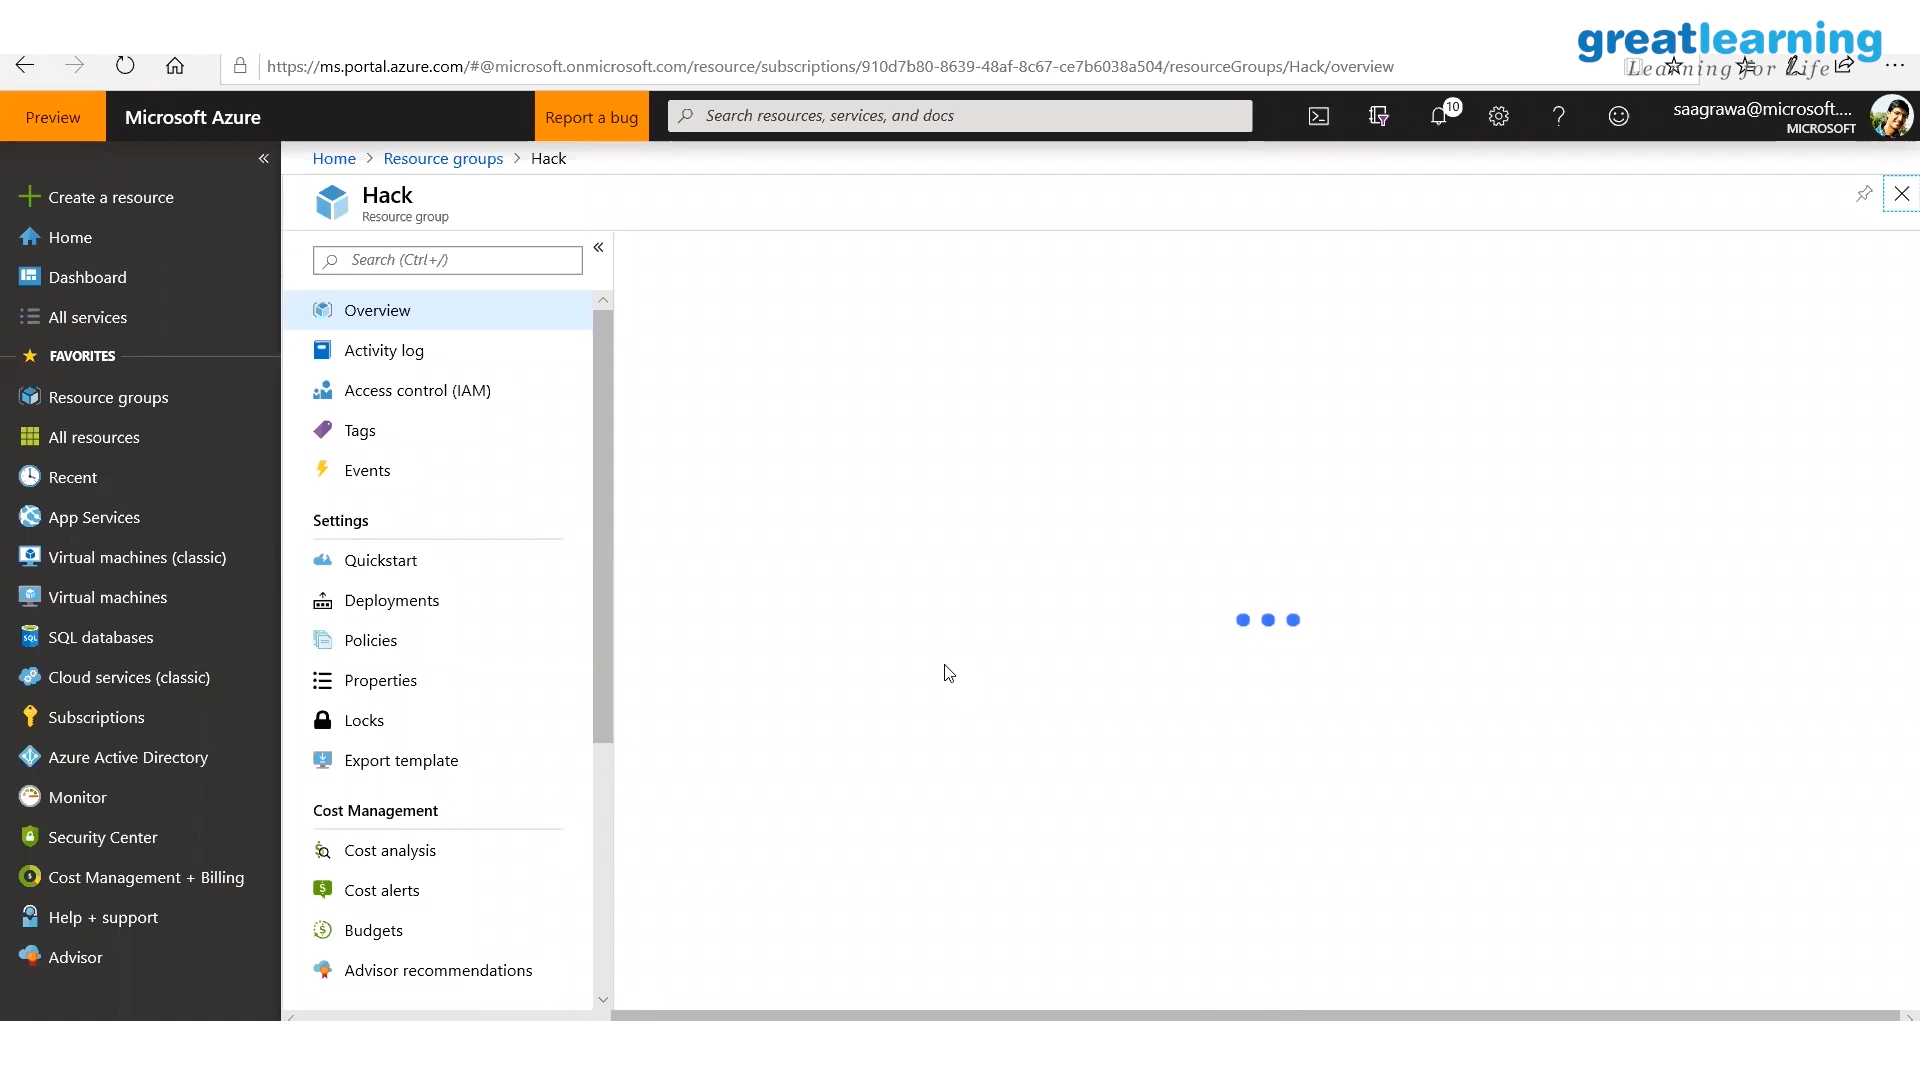 greatlearning
Learning for Life
https://ms.portal.azure.com/#@microsoft.onmicrosoft.com/resource/subscriptions/910d7b80-8639-48af-8c67-ce7b6038a504/resourceGroups/Hack/overview
Preview
Microsoft Azure
Report a bug
Search resources, services, and docs
10
saagrawa@microsoft....
MICROSOFT
Create a resource
Home
Dashboard
All services
FAVORITES
Resource groups
All resources
Recent
App Services
Virtual machines (classic)
Virtual machines
SQL databases
Cloud services (classic)
Subscriptions
Azure Active Directory
Monitor
Security Center
Cost Management + Billing
Help + support
Advisor
Home > Resource groups > Hack
Hack
Resource group
Search (Ctrl+/)
Overview
Activity log
Access control (IAM)
Tags
Events
Settings
Quickstart
Deployments
Policies
Properties
Locks
Export template
Cost Management
Cost analysis
Cost alerts
Budgets
Advisor recommendations